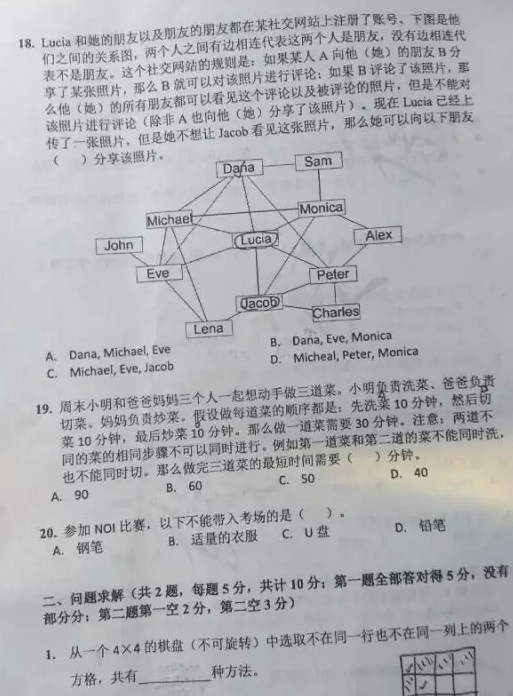 18. Lucia 和她的朋友以及朋友的朋友都在某社交网站上注册了账号。下图是他
们之间的关系图，两个人之间有边相连代表这两个人是朋友，没有边相连代
表不是朋友。这个社交网站的规则是：如果某人 A 向他（她）的朋友 B 分
享了某张照片，那么 B 就可以对该照片进行评论；如果 B 评论了该照片，那
么他（她）的所有朋友都可以看见这个评论以及被评论的照片，但是不能对
该照片进行评论（除非 A 也向他（她）分享了该照片）。现在 Lucia 已经上
传了一张照片，但是她不想让 Jacob 看见这张照片，那么她可以向以下朋友
（ ）分享该照片。
Dana
Sam
Michael
Monica
John
Lucia
Alex
Eve
Peter
Jacob
Charles
Lena
A. Dana, Michael, Eve
B. Dana, Eve, Monica
C. Michael, Eve, Jacob
D. Micheal, Peter, Monica
19. 周末小明和爸爸妈妈三个人一起想动手做三道菜。小明负责洗菜、爸爸负责
切菜、妈妈负责炒菜。假设做每道菜的顺序都是：先洗菜 10 分钟，然后切
菜 10 分钟，最后炒菜 10 分钟。那么做一道菜需要 30 分钟。注意：两道不
同的菜的相同步骤不可以同时进行。例如第一道菜和第二道的菜不能同时洗，
也不能同时切。那么做完三道菜的最短时间需要（ ）分钟。
A. 90
B. 60
C. 50
D. 40
20. 参加 NOI 比赛，以下不能带入考场的是（ ）。
A. 钢笔
B. 适量的衣服
C. U 盘
D. 铅笔
二、问题求解（共 2 题，每题 5 分，共计 10 分；第一题全部答对得 5 分，没有
部分分；第二题第一空 2 分，第二空 3 分）
1. 从一个 4×4 的棋盘（不可旋转）中选取不在同一行也不在同一列上的两个
方格，共有________种方法。